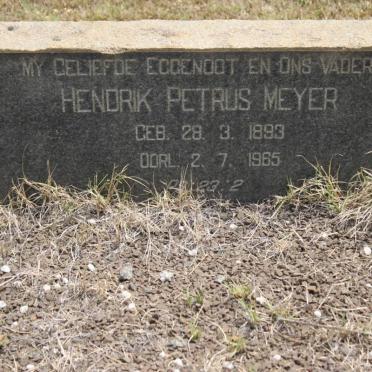 MY GELIEFDE EGGENOOT EN ONS VADER
HENDRIK PETRUS MEYER
GEB. 28. 3. 1893
OORL. 2. 7. 1965